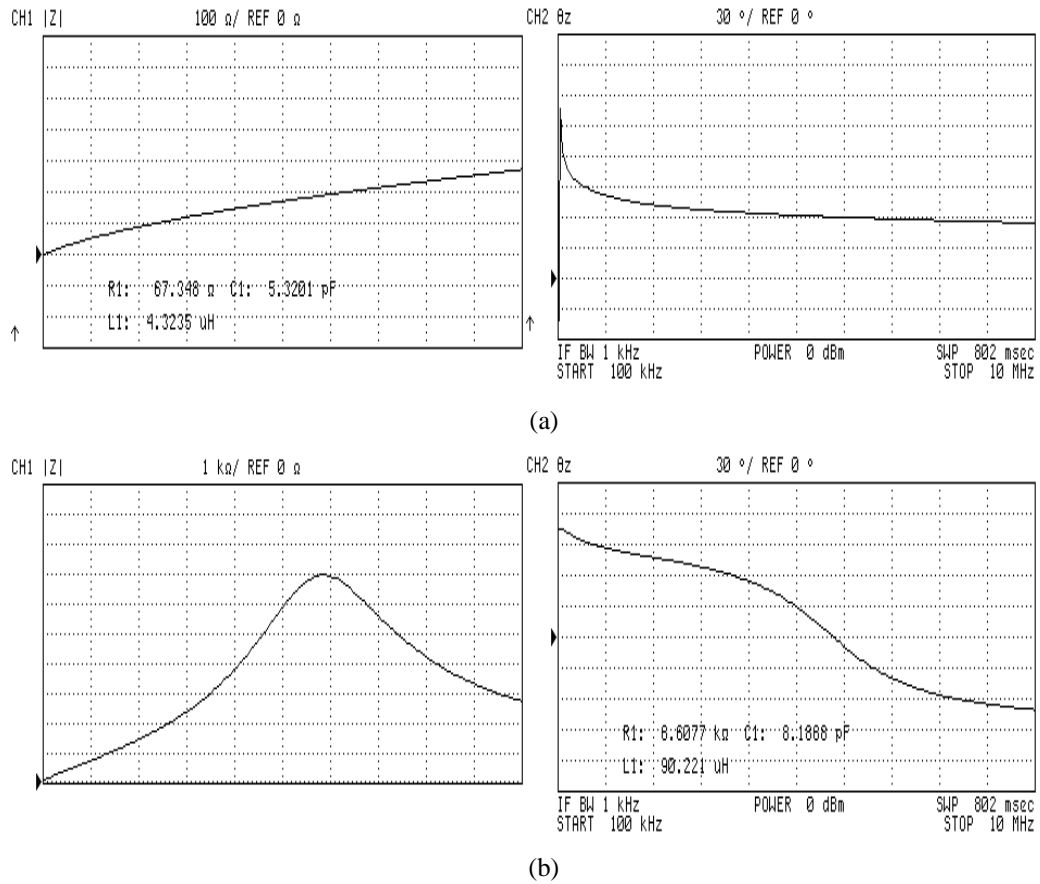 CH1 |Z| 100 Ω/ REF 0 Ω
CH2 θz 30 °/ REF 0 °
R1: 67.348 Ω C1: 5.3201 pF
L1: 4.3235 uH
IF BW 1 kHz POWER 0 dBm SWP 802 msec
START 100 kHz STOP 10 MHz
(a)
CH1 |Z| 1 kΩ/ REF 0 Ω
CH2 θz 30 °/ REF 0 °
R1: 6.6077 kΩ C1: 8.1868 pF
L1: 90.221 uH
IF BW 1 kHz POWER 0 dBm SWP 802 msec
START 100 kHz STOP 10 MHz
(b)